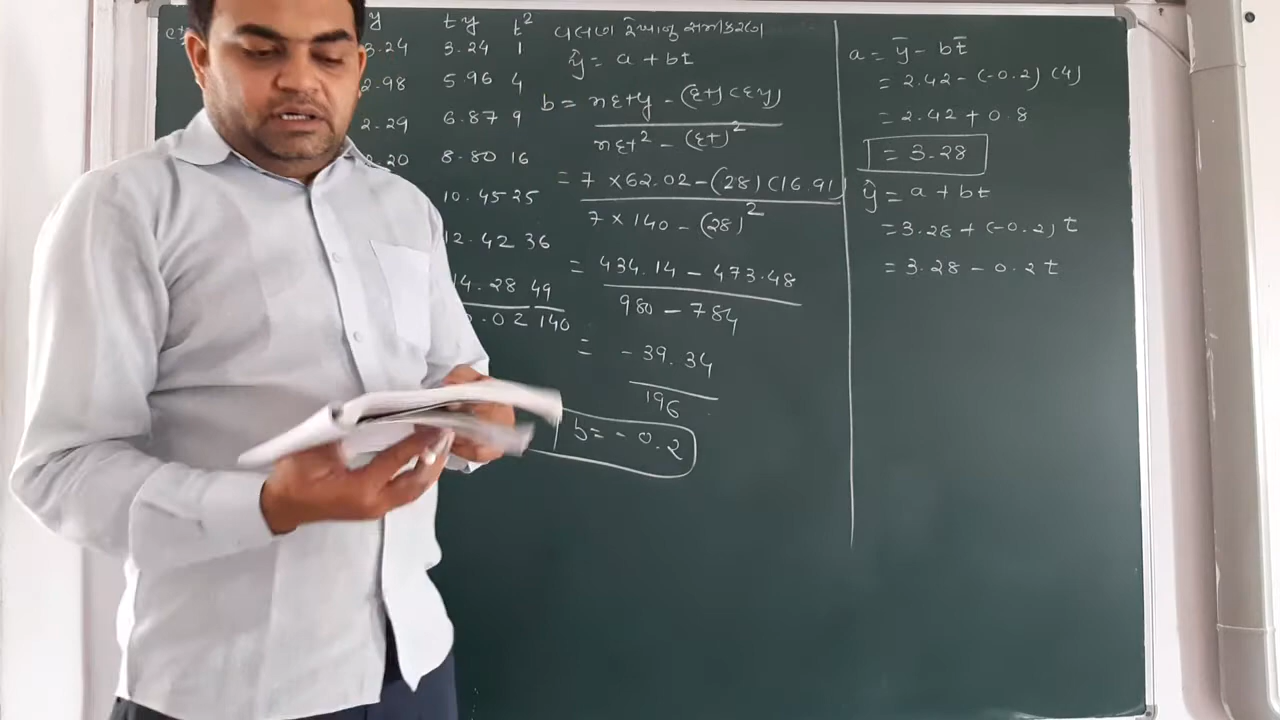 y ty t²
3.24 3.24 1
2.98 5.96 4
2.29 6.87 9
2.20 8.80 16
10.45 25
12.42 36
14.28 49
.02 140
વલણ રેખાનું સમીકરણ
ŷ = a + bt
b = nΣty - (Σt)(Σy)
nΣt² - (Σt)²
= 7 × 62.02 - (28)(16.91)
7 × 140 - (28)²
= 434.14 - 473.48
980 - 784
= - 39.34
196
b = - 0.2
a = ȳ - bt̄
= 2.42 - (-0.2)(4)
= 2.42 + 0.8
= 3.28
ŷ = a + bt
= 3.28 + (-0.2) t
= 3.28 - 0.2 t